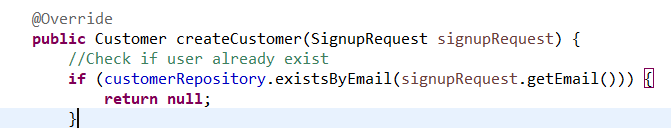 @Override
public Customer createCustomer(SignupRequest signupRequest) {
//Check if user already exist
if (customerRepository.existsByEmail(signupRequest.getEmail())) {
return null;
}